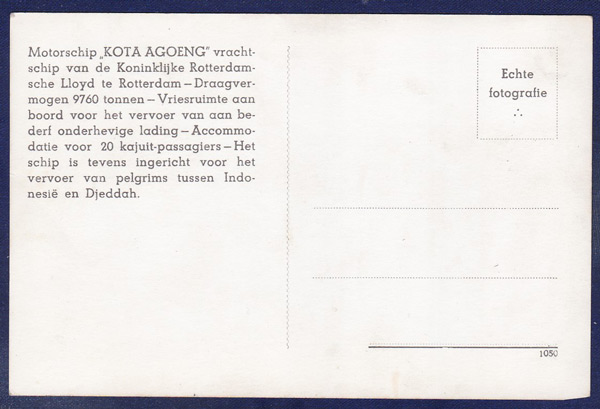 Motorschip „KOTA AGOENG” vracht-
schip van de Koninklijke Rotterdam-
sche Lloyd te Rotterdam – Draagver-
mogen 9760 tonnen – Vriesruimte aan
boord voor het vervoer van aan be-
derf onderhevige lading – Accommo-
datie voor 20 kajuit-passagiers – Het
schip is tevens ingericht voor het
vervoer van pelgrims tussen Indo-
nesië en Djeddah.
Echte
fotografie
1050